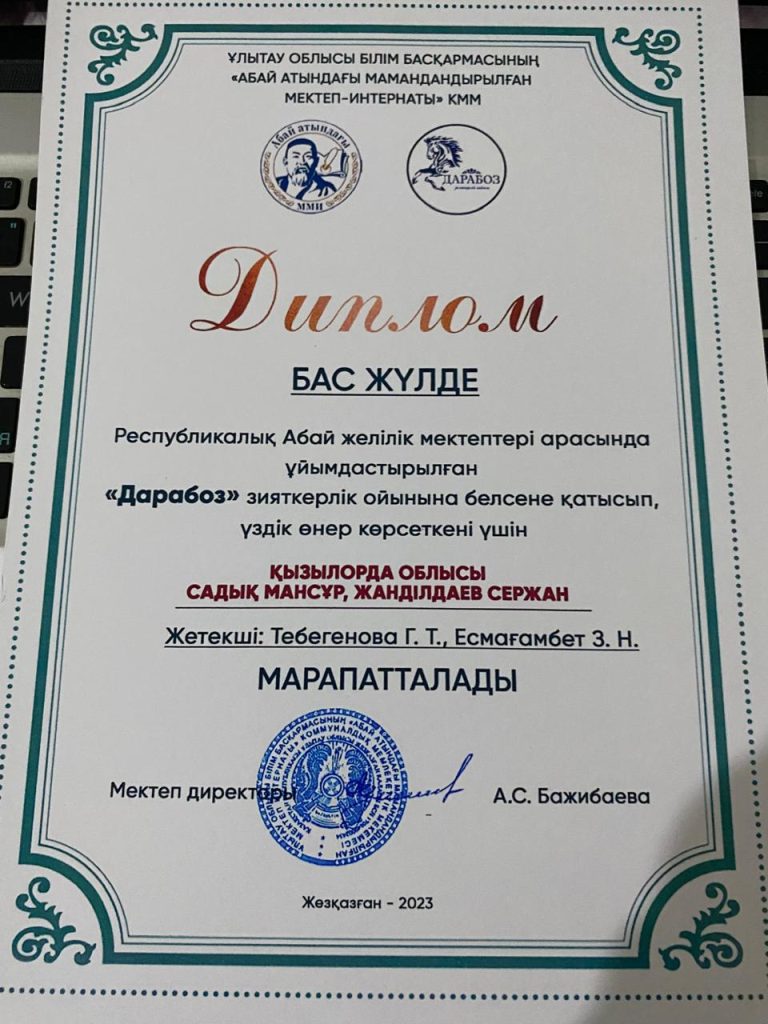 ҰЛЫТАУ ОБЛЫСЫ БІЛІМ БАСҚАРМАСЫНЫҢ
«АБАЙ АТЫНДАҒЫ МАМАНДАНДЫРЫЛҒАН
МЕКТЕП-ИНТЕРНАТЫ» КММ
Абай атындағы
ММИ
ДАРАБОЗ
Диплом
БАС ЖҮЛДЕ
Республикалық Абай желілік мектептері арасында
ұйымдастырылған
«Дарабоз» зияткерлік ойынына белсене қатысып,
үздік өнер көрсеткені үшін
ҚЫЗЫЛОРДА ОБЛЫСЫ
САДЫҚ МАНСҰР, ЖАНДІЛДАЕВ СЕРЖАН
Жетекші: Тебегенова Г. Т., Есмағамбет З. Н.
МАРАПАТТАЛАДЫ
Мектеп директары
А.С. Бажибаева
Жезқазған - 2023